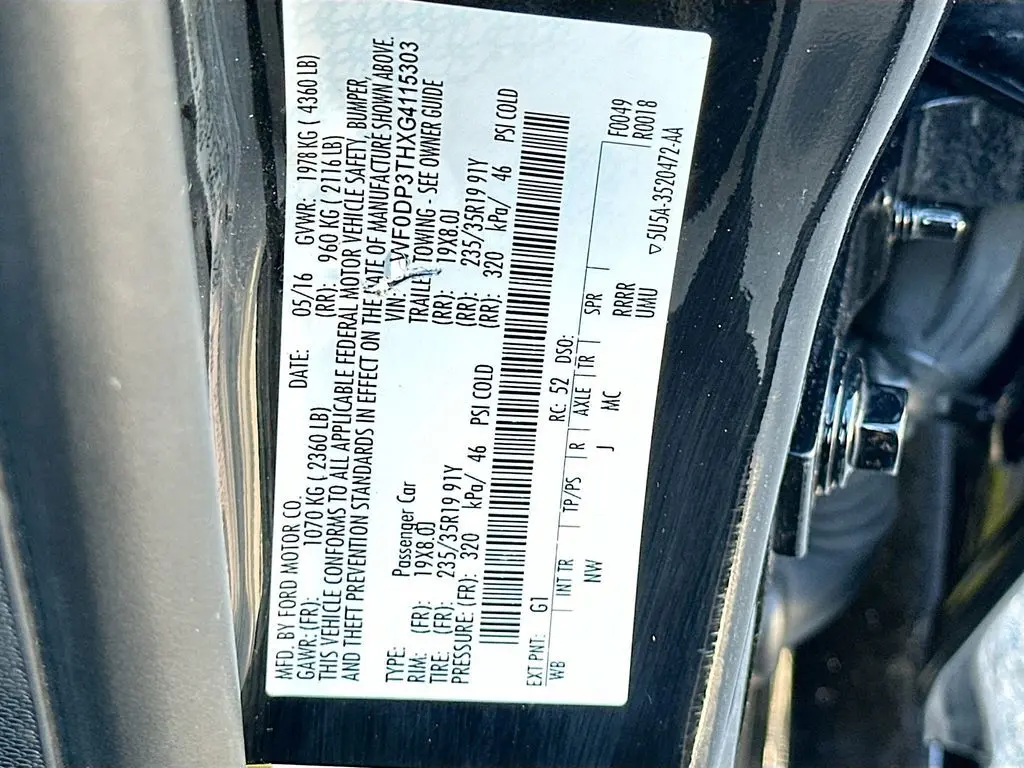 MFD. BY FORD MOTOR CO. DATE: 05/16 GVWR: 1978 KG ( 4360 LB)
GAWR: (FR): 1070 KG ( 2360 LB) (RR): 960 KG ( 2116 LB)
THIS VEHICLE CONFORMS TO ALL APPLICABLE FEDERAL MOTOR VEHICLE SAFETY, BUMPER,
AND THEFT PREVENTION STANDARDS IN EFFECT ON THE DATE OF MANUFACTURE SHOWN ABOVE.
VIN: WF0DP3THXG4115303
TYPE: Passenger Car TRAILER TOWING - SEE OWNER GUIDE
RIM: (FR): 19X8.0J (RR): 19X8.0J
TIRE: (FR): 235/35R19 91Y (RR): 235/35R19 91Y
PRESSURE: (FR): 320 kPa/ 46 PSI COLD (RR): 320 kPa/ 46 PSI COLD
EXT PNT: G1 RC: 52 DSO: F0049
WB INT TR TP/PS R AXLE TR SPR R0018
NW J MC RRRR
UMU
▽5U5A-3520472-AA